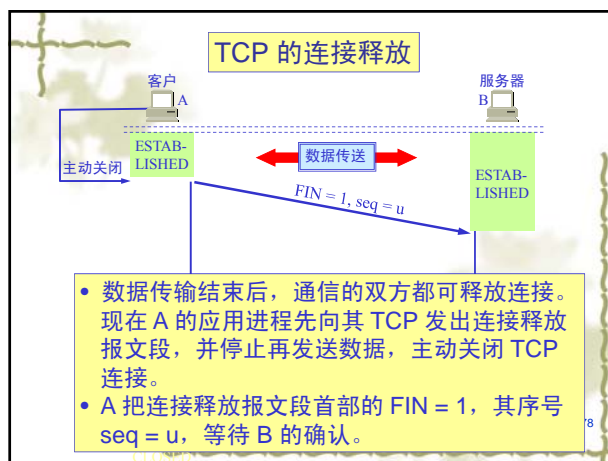 TCP 的连接释放
客户
服务器
A
B
ESTAB-
LISHED
数据传送
主动关闭
FIN = 1, seq = u
ESTAB-
LISHED
• 数据传输结束后，通信的双方都可释放连接。
现在 A 的应用进程先向其 TCP 发出连接释放
报文段，并停止再发送数据，主动关闭 TCP
连接。
• A 把连接释放报文段首部的 FIN = 1，其序号
seq = u，等待 B 的确认。
78